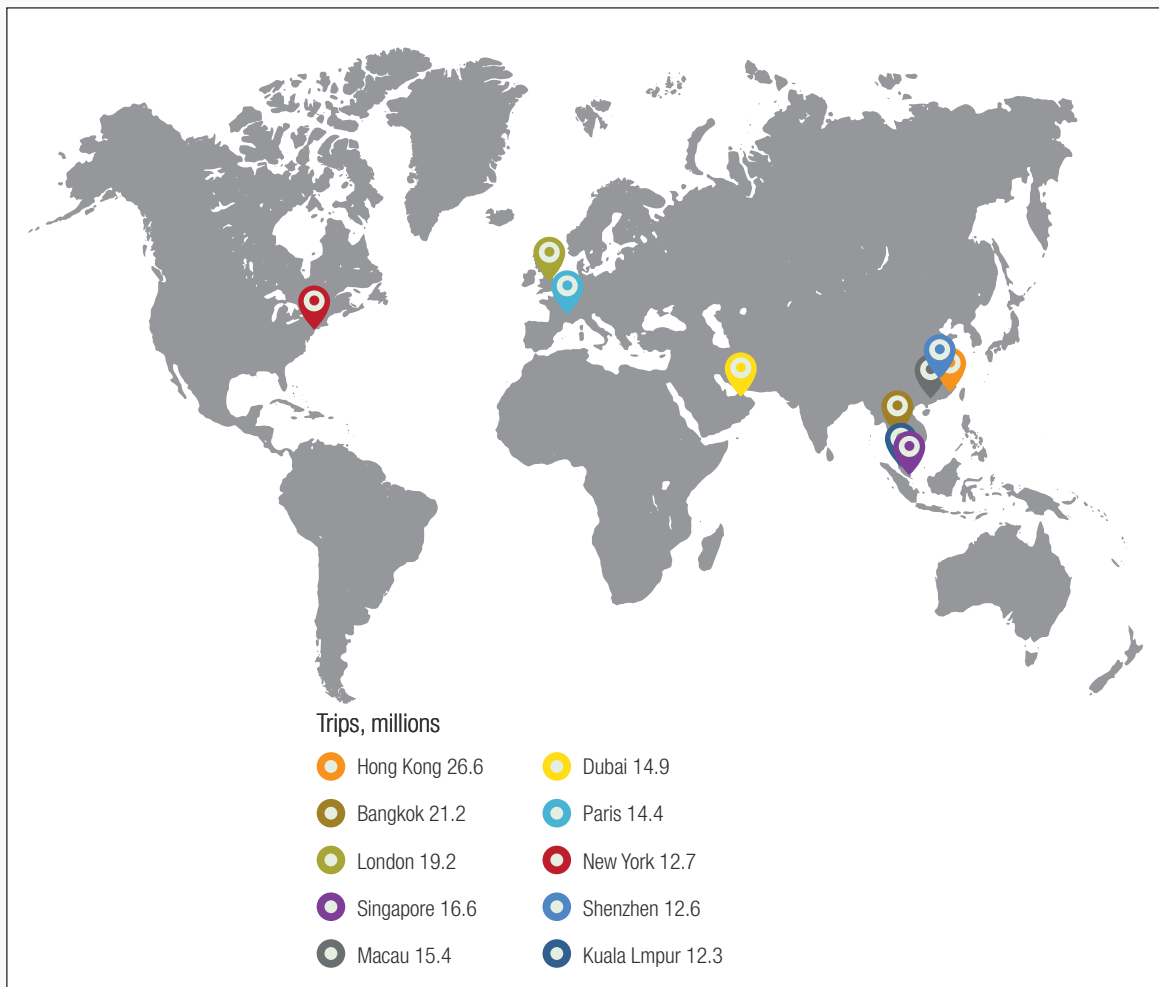 Trips, millions
Hong Kong 26.6
Bangkok 21.2
London 19.2
Singapore 16.6
Macau 15.4
Dubai 14.9
Paris 14.4
New York 12.7
Shenzhen 12.6
Kuala Lmpur 12.3